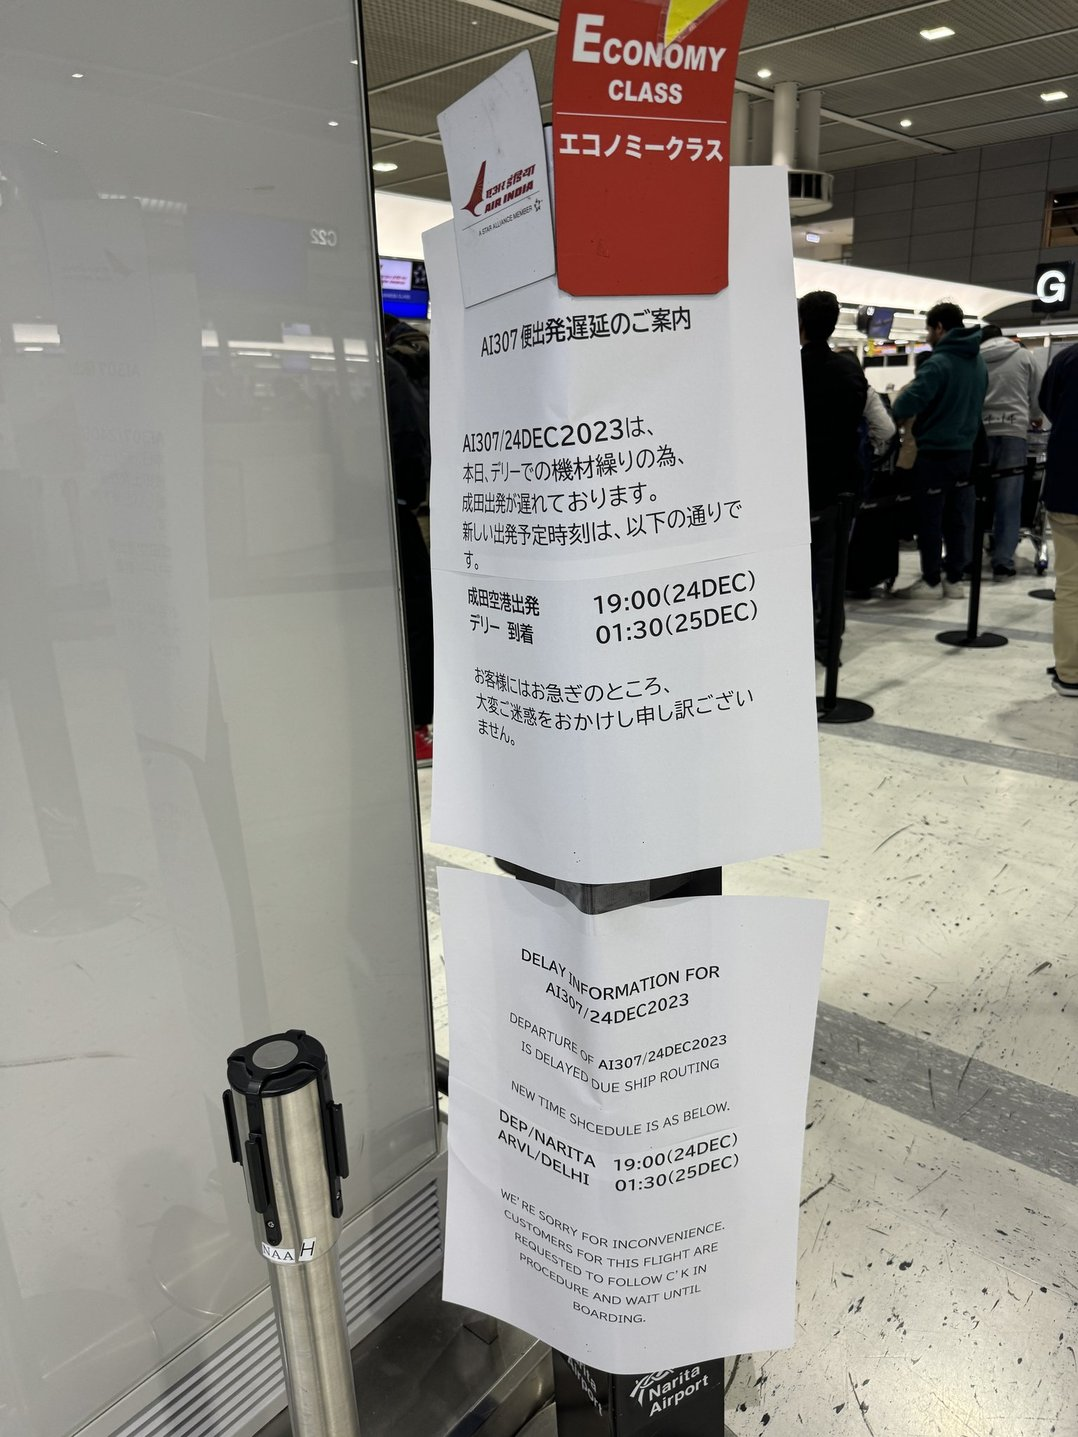 ECONOMY
CLASS
エコノミークラス
एअर इंडिया
AIR INDIA
A STAR ALLIANCE MEMBER
C22
G
AI307便出発遅延のご案内
AI307/24DEC2023は、
本日、デリーでの機材繰りの為、
成田出発が遅れております。
新しい出発予定時刻は、以下の通りで
す。
成田空港出発 19:00(24DEC)
デリー 到着 01:30(25DEC)
お客様にはお急ぎのところ、
大変ご迷惑をおかけし申し訳ござい
ません。
DELAY INFORMATION FOR
AI307/24DEC2023
DEPARTURE OF AI307/24DEC2023
IS DELAYED DUE SHIP ROUTING
NEW TIME SHCEDULE IS AS BELOW.
DEP/NARITA 19:00(24DEC)
ARVL/DELHI 01:30(25DEC)
WE'RE SORRY FOR INCONVENIENCE.
CUSTOMERS FOR THIS FLIGHT ARE
REQUESTED TO FOLLOW C'K IN
PROCEDURE AND WAIT UNTIL
BOARDING.
NAA H
Narita
Airport
Narita
Airport